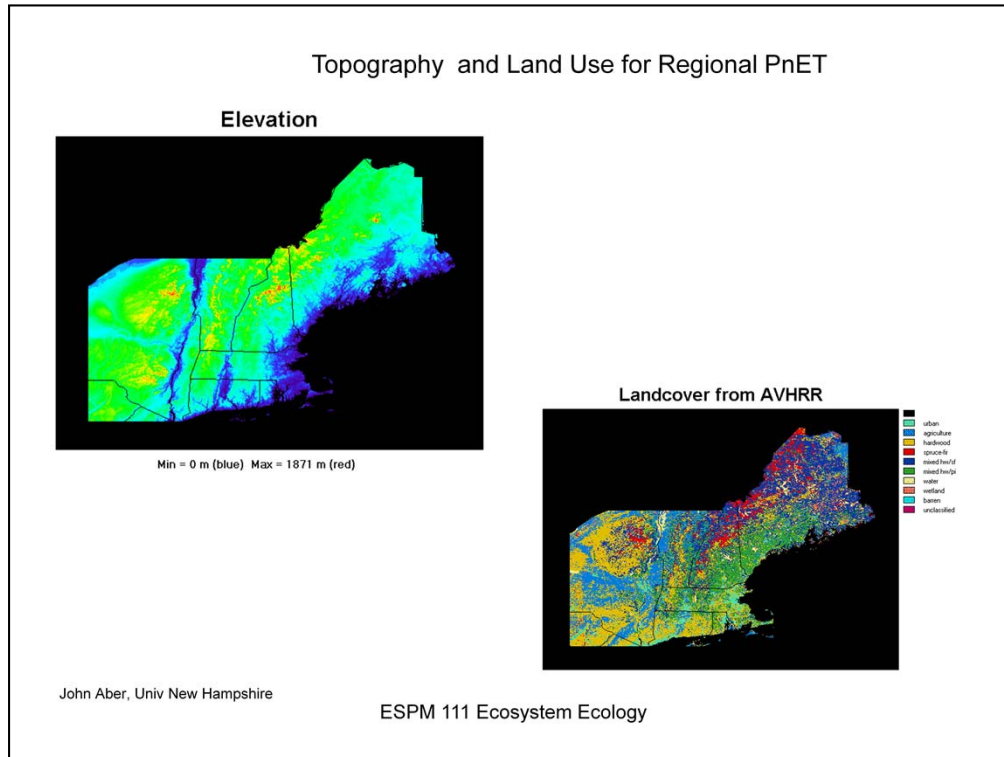 Topography and Land Use for Regional PnET
Elevation
Min = 0 m (blue) Max = 1871 m (red)
Landcover from AVHRR
urban
agriculture
hardwood
spruce-fir
mixed hw/sf
mixed hw/pi
water
wetland
barren
unclassified
John Aber, Univ New Hampshire
ESPM 111 Ecosystem Ecology